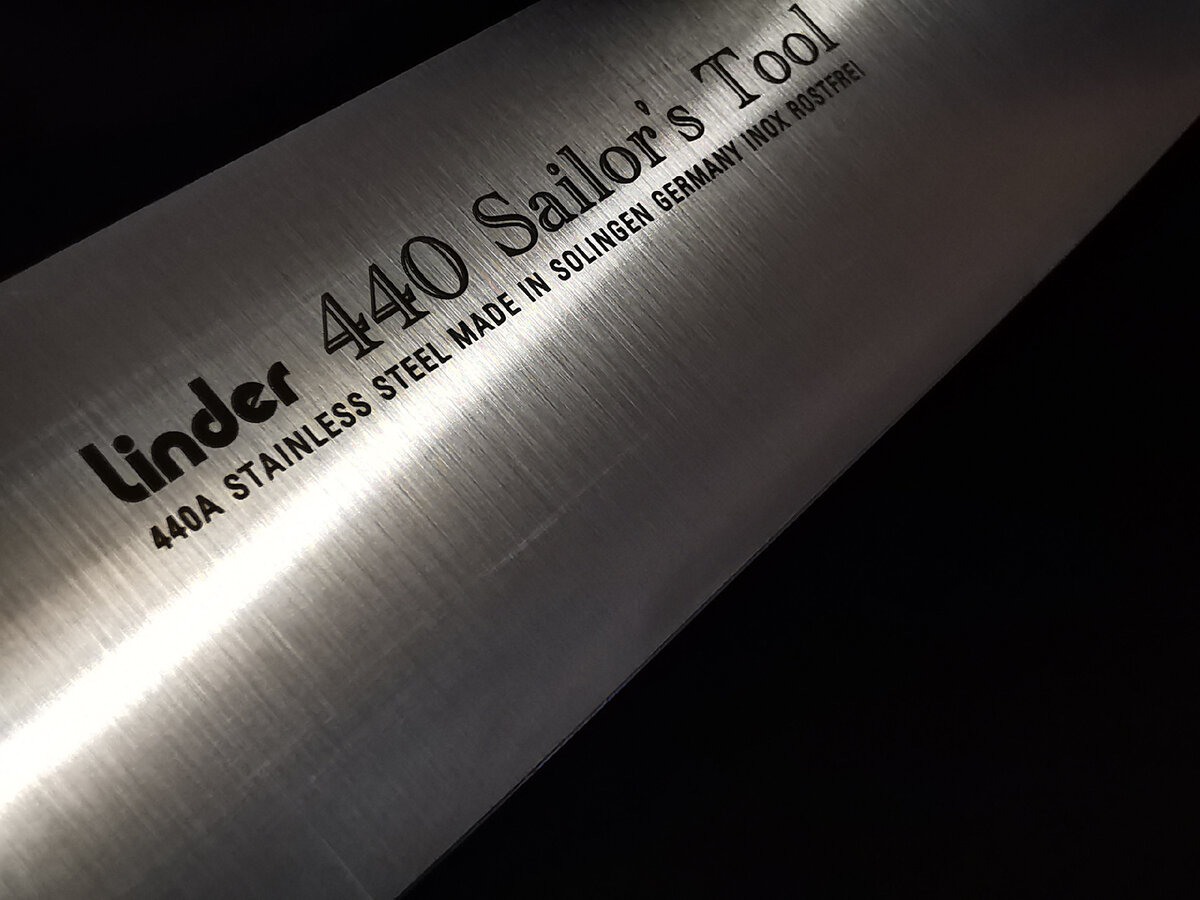 Linder 440 Sailor's Tool
440A STAINLESS STEEL MADE IN SOLINGEN GERMANY INOX ROSTFREI